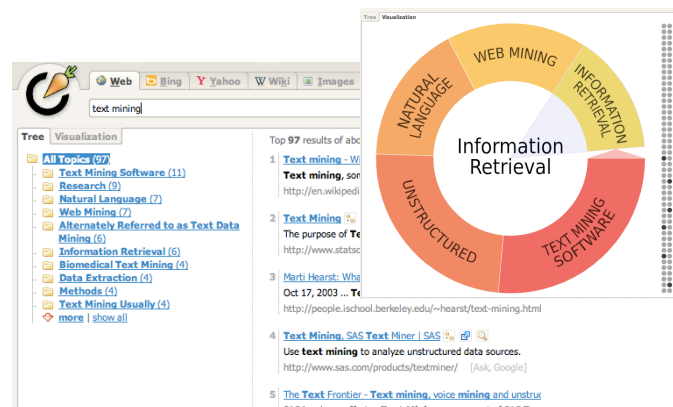 Tree Visualization
WEB MINING
INFORMATION
RETRIEVAL
NATURAL
LANGUAGE
Information
Retrieval
UNSTRUCTURED
TEXT MINING
SOFTWARE
Web Bing Yahoo Wiki Images
text mining
Tree Visualization
All Topics (97)
Text Mining Software (11)
Research (9)
Natural Language (7)
Web Mining (7)
Alternately Referred to as Text Data
Mining (6)
Information Retrieval (6)
Biomedical Text Mining (4)
Data Extraction (4)
Methods (4)
Text Mining Usually (4)
more | show all
Top 97 results of abo
1 Text mining - Wi
Text mining, son
http://en.wikipedi
2 Text Mining
The purpose of Te
http://www.statso
3 Marti Hearst: Wha
Oct 17, 2003 ... Te
http://people.ischool.berkeley.edu/~hearst/text-mining.html
4 Text Mining, SAS Text Miner | SAS
Use text mining to analyze unstructured data sources.
http://www.sas.com/products/textminer/ [Ask, Google]
5 The Text Frontier - Text mining, voice mining and unstruc